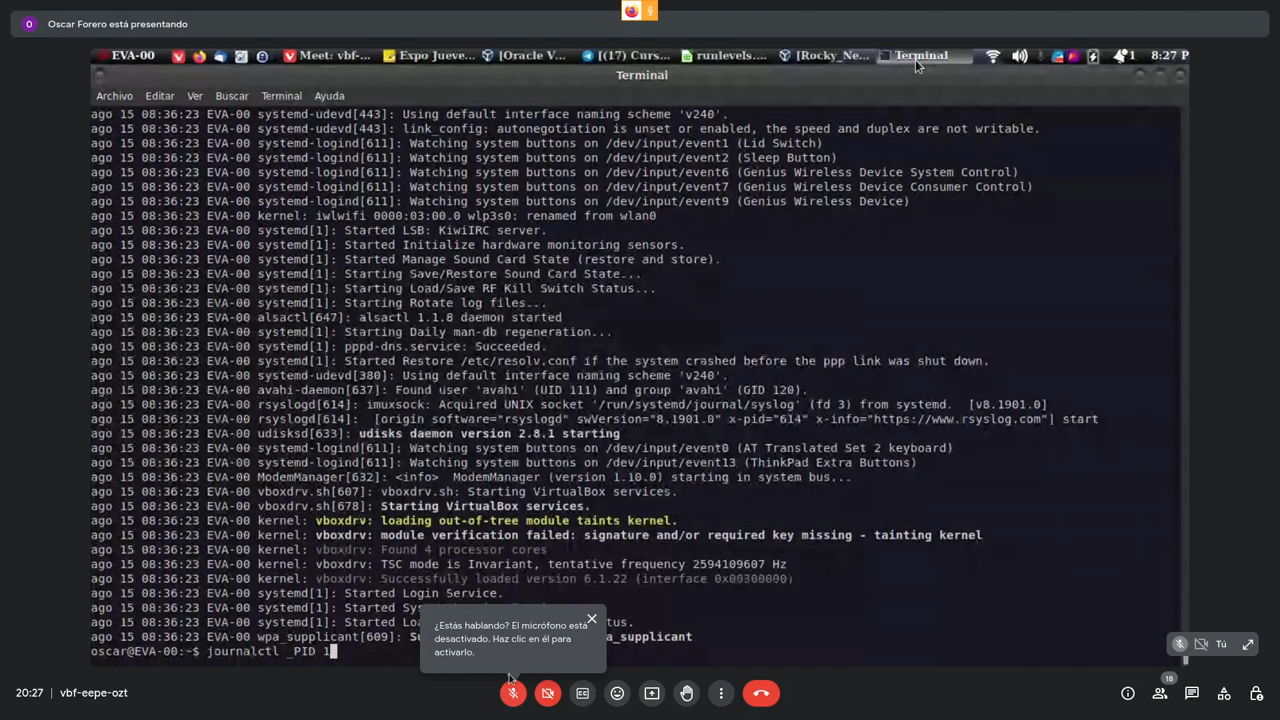 O Oscar Forero está presentando
EVA-00 Meet: vbf-... Expo Jueve... [Oracle V... [(17) Curs... runlevels.... [Rocky_Ne... Terminal 1 8:27 P
Terminal
Archivo Editar Ver Buscar Terminal Ayuda
ago 15 08:36:23 EVA-00 systemd-udevd[443]: Using default interface naming scheme 'v240'.
ago 15 08:36:23 EVA-00 systemd-udevd[443]: link_config: autonegotiation is unset or enabled, the speed and duplex are not writable.
ago 15 08:36:23 EVA-00 systemd-logind[611]: Watching system buttons on /dev/input/event1 (Lid Switch)
ago 15 08:36:23 EVA-00 systemd-logind[611]: Watching system buttons on /dev/input/event2 (Sleep Button)
ago 15 08:36:23 EVA-00 systemd-logind[611]: Watching system buttons on /dev/input/event6 (Genius Wireless Device System Control)
ago 15 08:36:23 EVA-00 systemd-logind[611]: Watching system buttons on /dev/input/event7 (Genius Wireless Device Consumer Control)
ago 15 08:36:23 EVA-00 systemd-logind[611]: Watching system buttons on /dev/input/event9 (Genius Wireless Device)
ago 15 08:36:23 EVA-00 kernel: iwlwifi 0000:03:00.0 wlp3s0: renamed from wlan0
ago 15 08:36:23 EVA-00 systemd[1]: Started LSB: KiwiIRC server.
ago 15 08:36:23 EVA-00 systemd[1]: Started Initialize hardware monitoring sensors.
ago 15 08:36:23 EVA-00 systemd[1]: Started Manage Sound Card State (restore and store).
ago 15 08:36:23 EVA-00 systemd[1]: Starting Save/Restore Sound Card State...
ago 15 08:36:23 EVA-00 systemd[1]: Starting Load/Save RF Kill Switch Status...
ago 15 08:36:23 EVA-00 systemd[1]: Starting Rotate log files...
ago 15 08:36:23 EVA-00 alsactl[647]: alsactl 1.1.8 daemon started
ago 15 08:36:23 EVA-00 systemd[1]: Starting Daily man-db regeneration...
ago 15 08:36:23 EVA-00 systemd[1]: pppd-dns.service: Succeeded.
ago 15 08:36:23 EVA-00 systemd[1]: Started Restore /etc/resolv.conf if the system crashed before the ppp link was shut down.
ago 15 08:36:23 EVA-00 systemd-udevd[380]: Using default interface naming scheme 'v240'.
ago 15 08:36:23 EVA-00 avahi-daemon[637]: Found user 'avahi' (UID 111) and group 'avahi' (GID 120).
ago 15 08:36:23 EVA-00 rsyslogd[614]: imuxsock: Acquired UNIX socket '/run/systemd/journal/syslog' (fd 3) from systemd. [v8.1901.0]
ago 15 08:36:23 EVA-00 rsyslogd[614]: [origin software="rsyslogd" swVersion="8.1901.0" x-pid="614" x-info="https://www.rsyslog.com"] start
ago 15 08:36:23 EVA-00 udisksd[633]: udisks daemon version 2.8.1 starting
ago 15 08:36:23 EVA-00 systemd-logind[611]: Watching system buttons on /dev/input/event0 (AT Translated Set 2 keyboard)
ago 15 08:36:23 EVA-00 systemd-logind[611]: Watching system buttons on /dev/input/event13 (ThinkPad Extra Buttons)
ago 15 08:36:23 EVA-00 ModemManager[632]: <info> ModemManager (version 1.10.0) starting in system bus...
ago 15 08:36:23 EVA-00 vboxdrv.sh[607]: vboxdrv.sh: Starting VirtualBox services.
ago 15 08:36:23 EVA-00 vboxdrv.sh[678]: Starting VirtualBox services.
ago 15 08:36:23 EVA-00 kernel: vboxdrv: loading out-of-tree module taints kernel.
ago 15 08:36:23 EVA-00 kernel: vboxdrv: module verification failed: signature and/or required key missing - tainting kernel
ago 15 08:36:23 EVA-00 kernel: vboxdrv: Found 4 processor cores
ago 15 08:36:23 EVA-00 kernel: vboxdrv: TSC mode is Invariant, tentative frequency 2594109607 Hz
ago 15 08:36:23 EVA-00 kernel: vboxdrv: Successfully loaded version 6.1.22 (interface 0x00300000)
ago 15 08:36:23 EVA-00 systemd[1]: Started Login Service.
ago 15 08:36:23 EVA-00 systemd[1]: Started
ago 15 08:36:23 EVA-00 systemd[1]: Started
ago 15 08:36:23 EVA-00 wpa_supplicant[609]:
oscar@EVA-00:~$ journalctl _PID 1
¿Estás hablando? El micrófono está
desactivado. Haz clic en él para
activarlo.
Tú
20:27 vbf-eepe-ozt
18